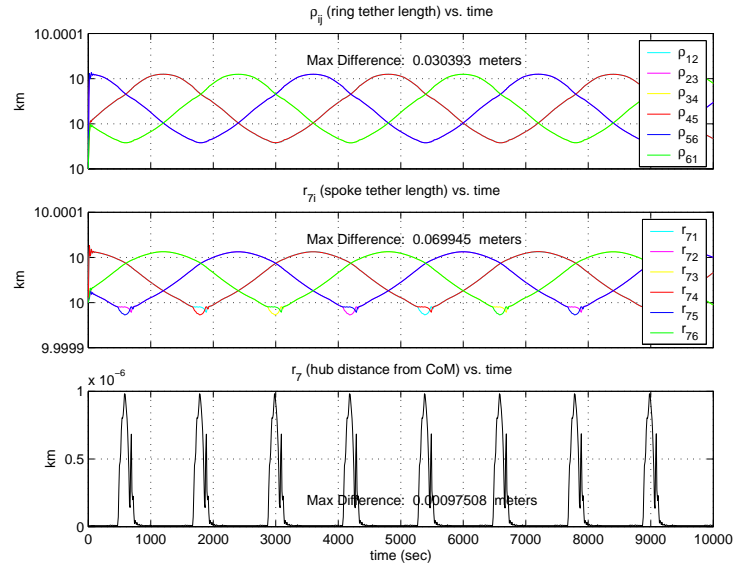 ρij (ring tether length) vs. time
10.0001
10
10
10
km
Max Difference: 0.030393 meters
ρ12
ρ23
ρ34
ρ45
ρ56
ρ61
r7i (spoke tether length) vs. time
10.0001
10
10
9.9999
km
Max Difference: 0.069945 meters
r71
r72
r73
r74
r75
r76
r7 (hub distance from CoM) vs. time
x 10-6
1
0.5
0
km
Max Difference: 0.00097508 meters
0 1000 2000 3000 4000 5000 6000 7000 8000 9000 10000
time (sec)